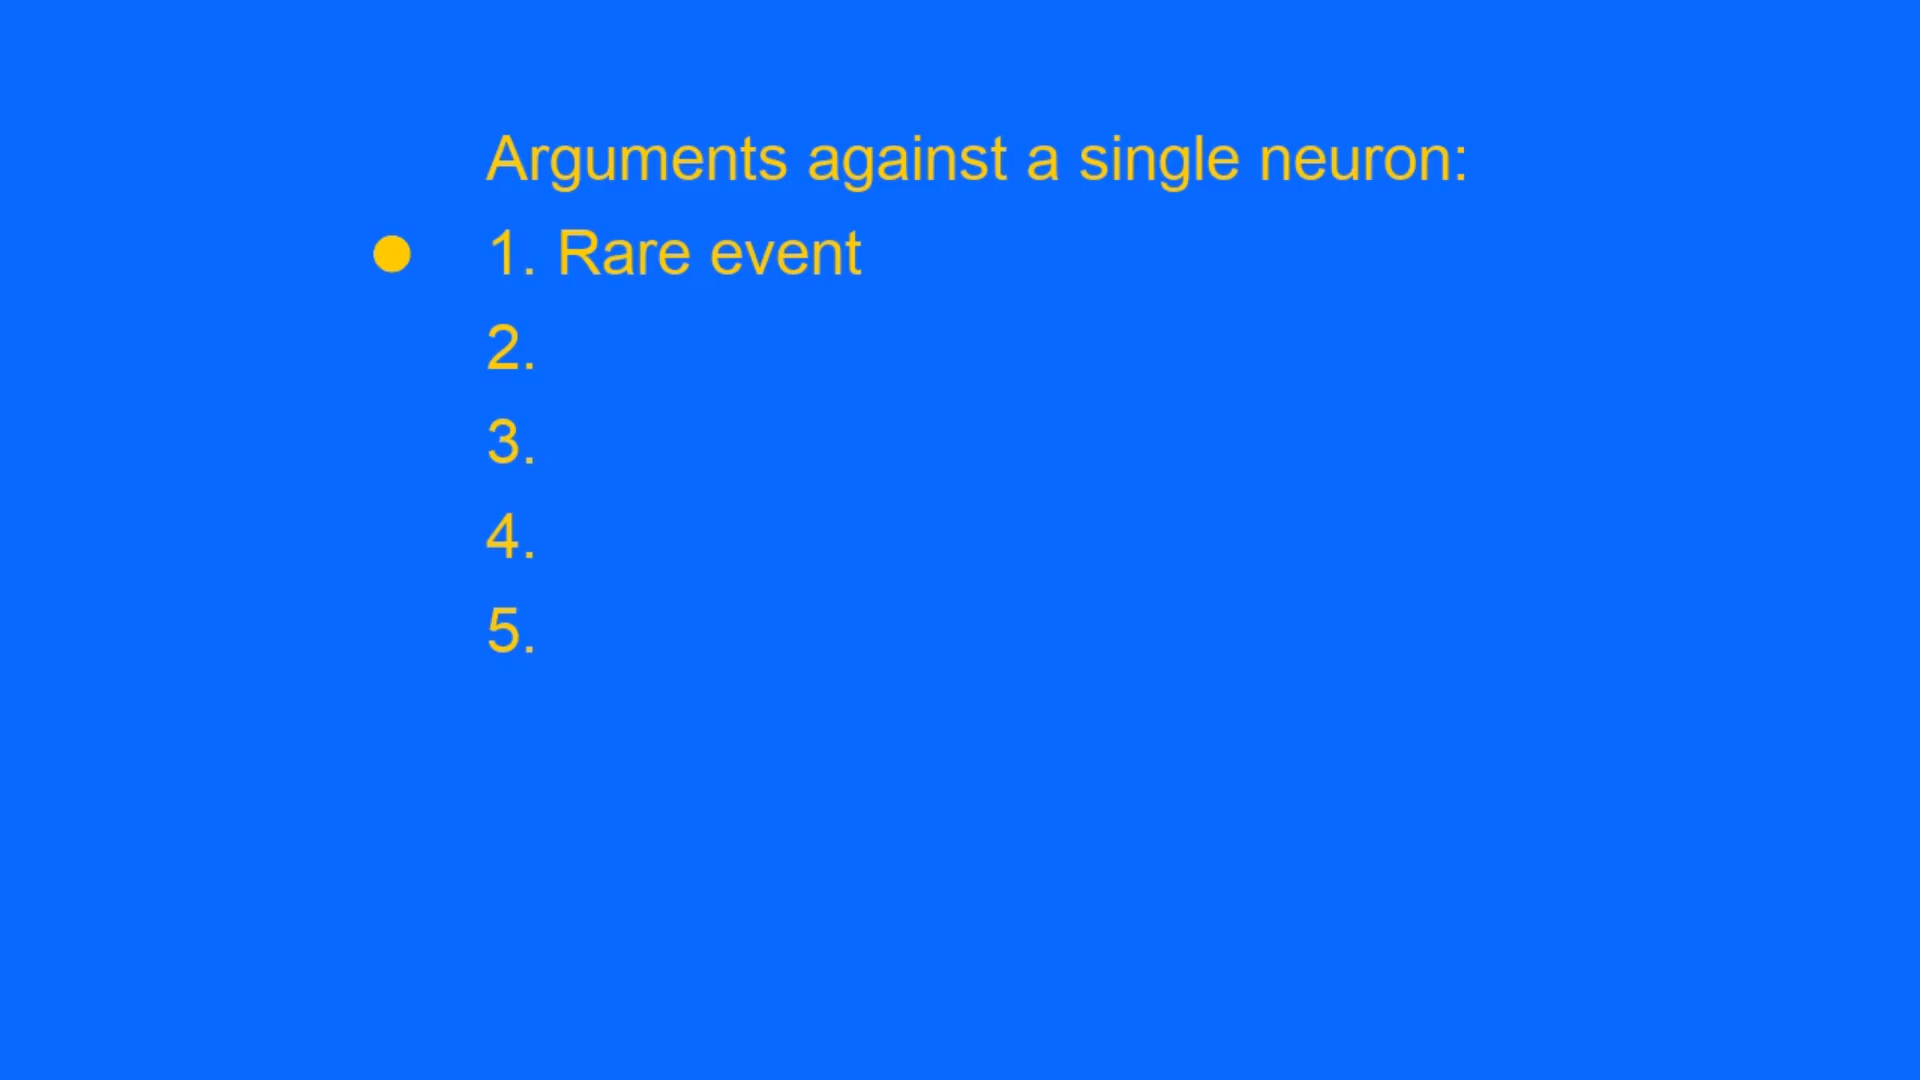 Arguments against a single neuron:
1. Rare event
2.
3.
4.
5.